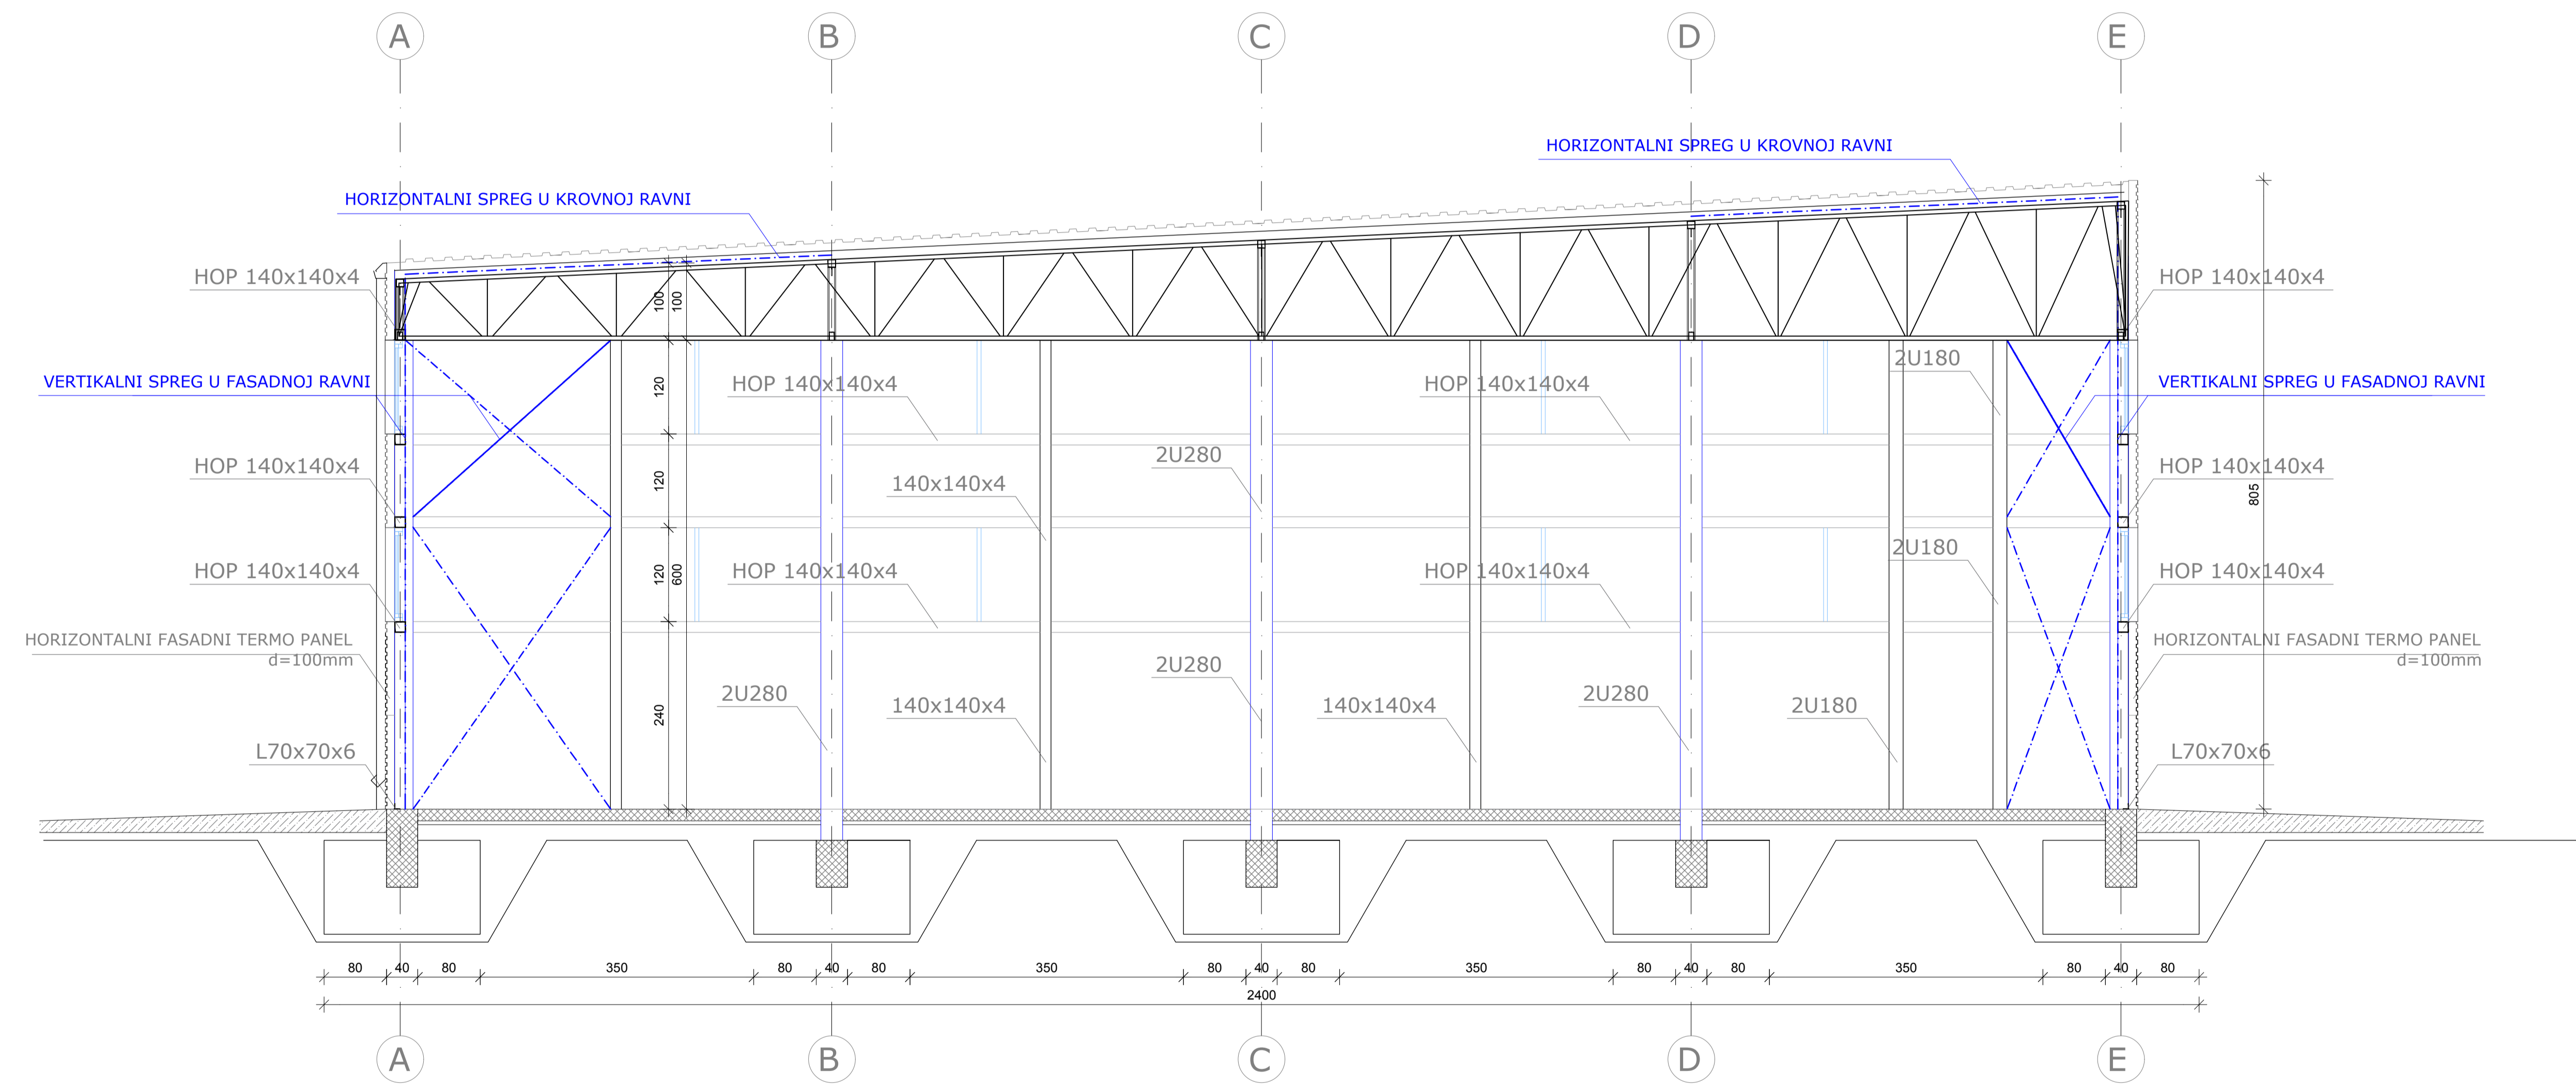 A B C D E
HORIZONTALNI SPREG U KROVNOJ RAVNI
HORIZONTALNI SPREG U KROVNOJ RAVNI
HOP 140x140x4
100
100
HOP 140x140x4
VERTIKALNI SPREG U FASADNOJ RAVNI
HOP 140x140x4
120
HOP 140x140x4
2U180
VERTIKALNI SPREG U FASADNOJ RAVNI
HOP 140x140x4
120
140x140x4
2U280
HOP 140x140x4
805
HOP 140x140x4
120
600
HOP 140x140x4
HOP 140x140x4
2U180
HOP 140x140x4
HORIZONTALNI FASADNI TERMO PANEL
d=100mm
HORIZONTALNI FASADNI TERMO PANEL
d=100mm
240
2U280
140x140x4
2U280
140x140x4
2U280
2U180
L70x70x6
L70x70x6
80 40 80 350 80 40 80 350 80 40 80 350 80 40 80 350 80 40 80
2400
A B C D E